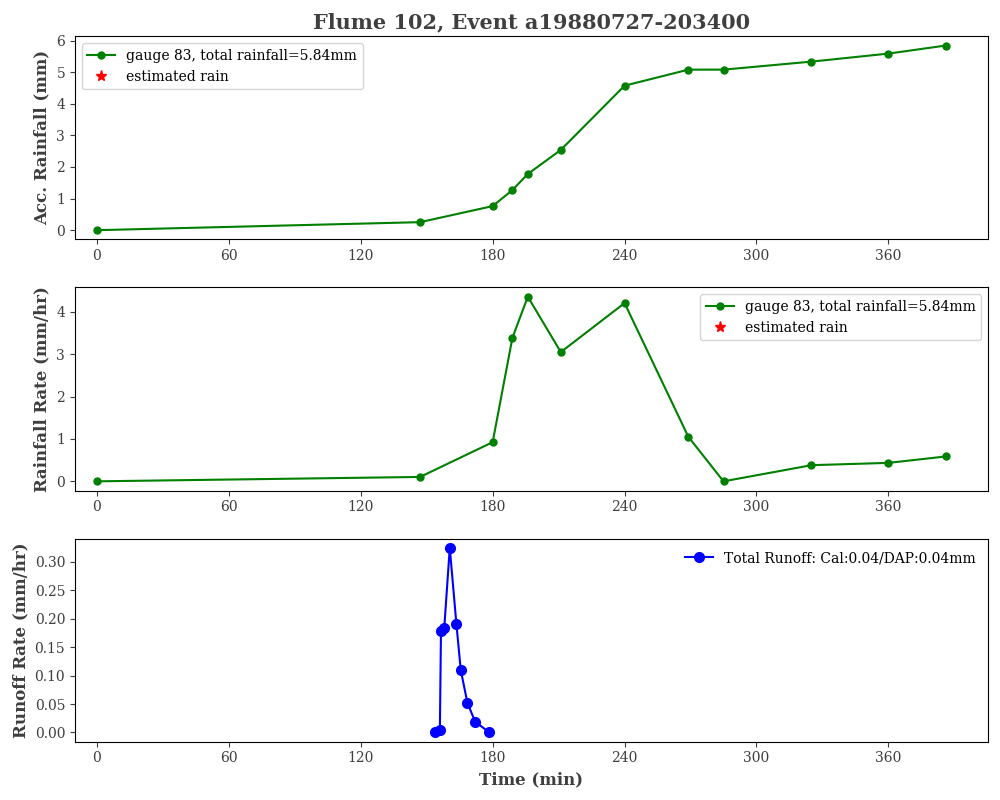 Flume 102, Event a19880727-203400
Acc. Rainfall (mm)
6
5
4
3
2
1
0
gauge 83, total rainfall=5.84mm
estimated rain
0 60 120 180 240 300 360
Rainfall Rate (mm/hr)
4
3
2
1
0
gauge 83, total rainfall=5.84mm
estimated rain
0 60 120 180 240 300 360
Runoff Rate (mm/hr)
0.30
0.25
0.20
0.15
0.10
0.05
0.00
Total Runoff: Cal:0.04/DAP:0.04mm
0 60 120 180 240 300 360
Time (min)